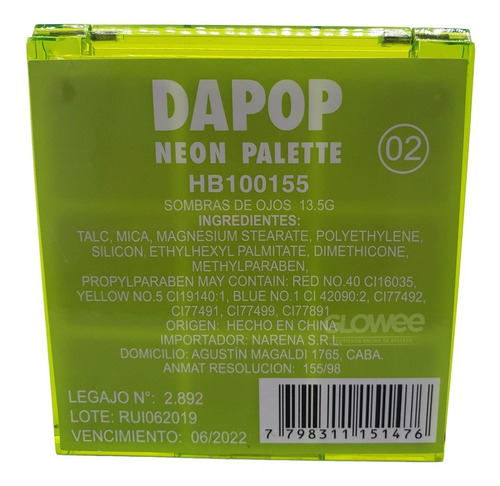 DAPOP
NEON PALETTE
02
HB100155
SOMBRAS DE OJOS 13.5G
INGREDIENTES:
TALC, MICA, MAGNESIUM STEARATE, POLYETHYLENE,
SILICON, ETHYLHEXYL PALMITATE, DIMETHICONE,
METHYLPARABEN,
PROPYLPARABEN MAY CONTAIN: RED NO.40 CI16035,
YELLOW NO.5 CI19140:1, BLUE NO.1 CI 42090:2, CI77492,
CI77491, CI77499, CI77891
ORIGEN: HECHO EN CHINA
GLOWee
IMPORTADOR: NARENA S.R.L.
DOMICILIO: AGUSTÍN MAGALDI 1765, CABA.
ANMAT RESOLUCION: 155/98
LEGAJO N°: 2.892
LOTE: RUI062019
VENCIMIENTO: 06/2022
7 798311 151476